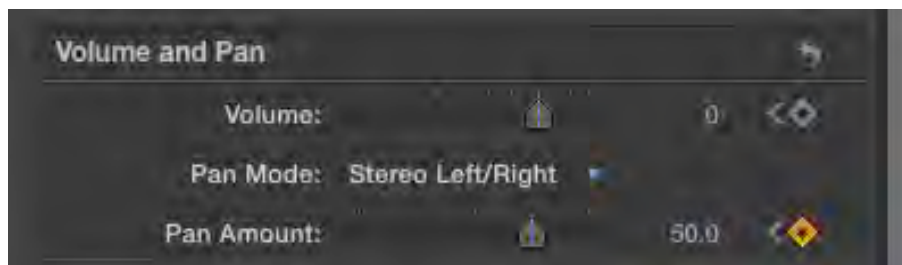 Volume and Pan
Volume: 0
Pan Mode: Stereo Left/Right
Pan Amount: 50.0